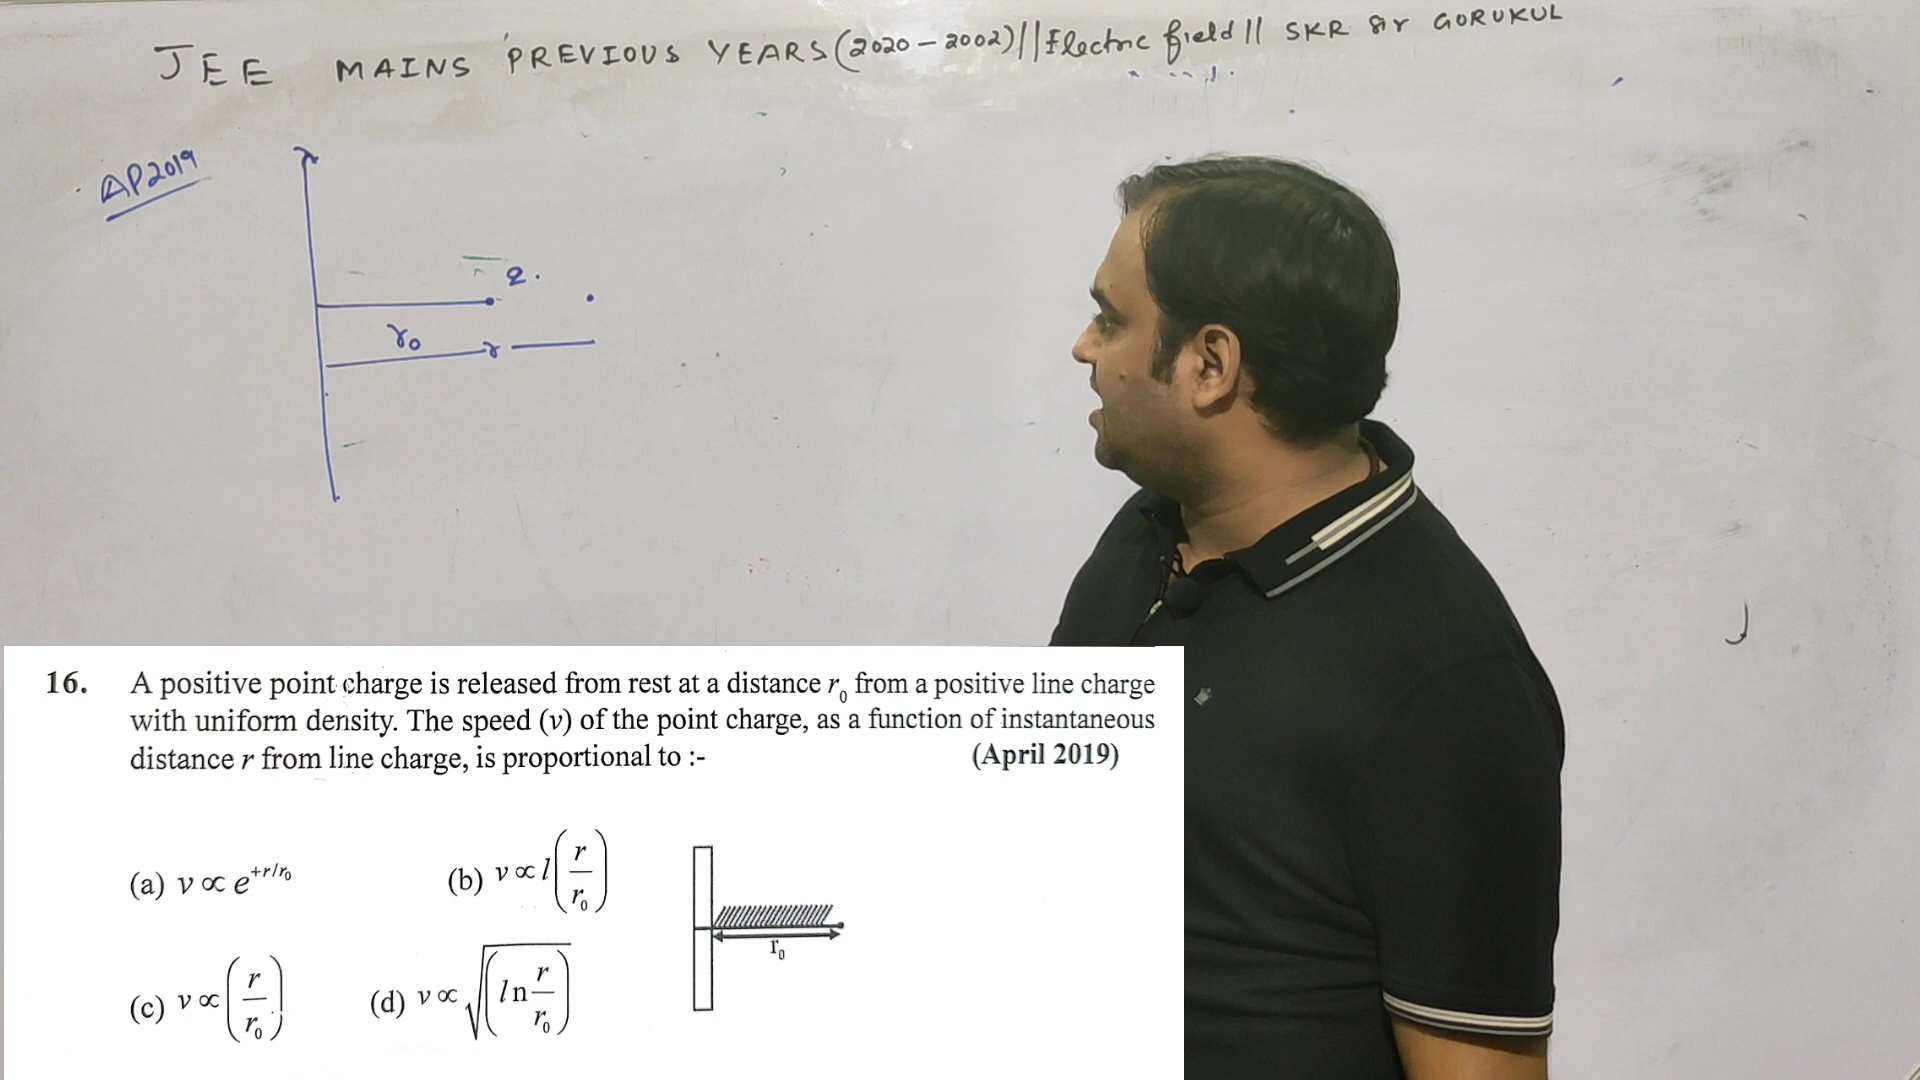 JEE MAINS PREVIOUS YEARS (2020-2002)||Electric field|| SKR Sir GORUKUL
AP2019
λ
q.
r₀
r
16. A positive point charge is released from rest at a distance r₀ from a positive line charge
with uniform density. The speed (v) of the point charge, as a function of instantaneous
distance r from line charge, is proportional to :- (April 2019)
(a) v ∝ e^{+r/r₀} (b) v ∝ l(r/r₀)
(c) v ∝ (r/r₀) (d) v ∝ √(ln r/r₀)
r₀